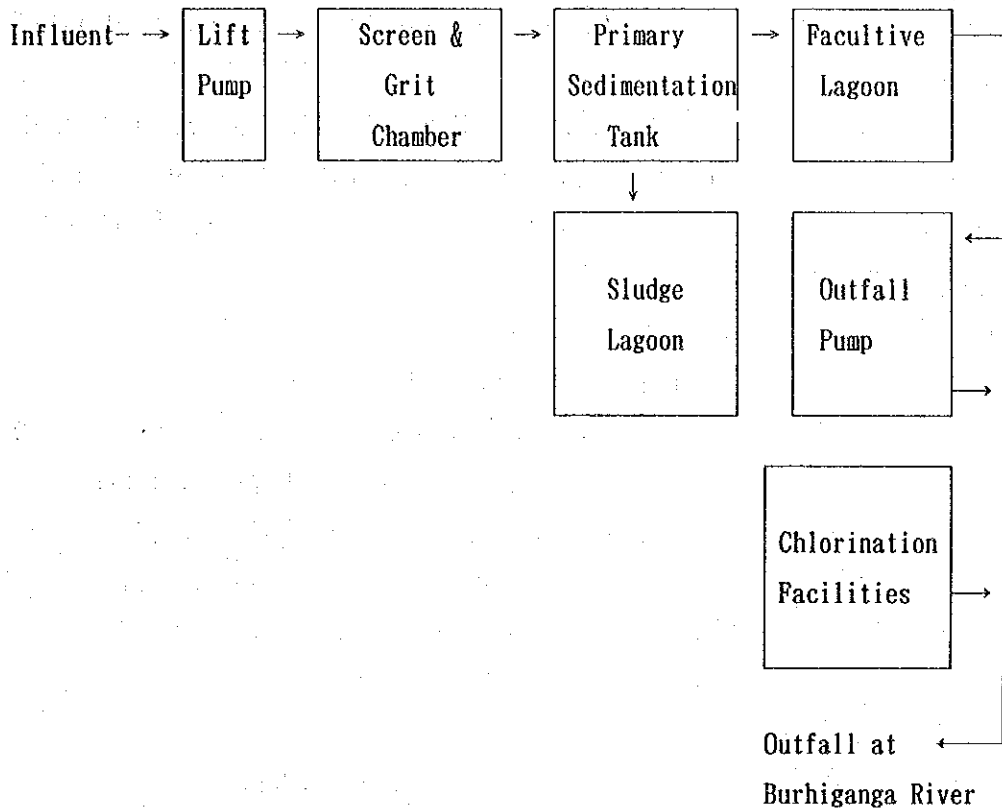 Influent
Lift
Pump
Screen &
Grit
Chamber
Primary
Sedimentation
Tank
Facultive
Lagoon
Sludge
Lagoon
Outfall
Pump
Chlorination
Facilities
Outfall at
Burhiganga River